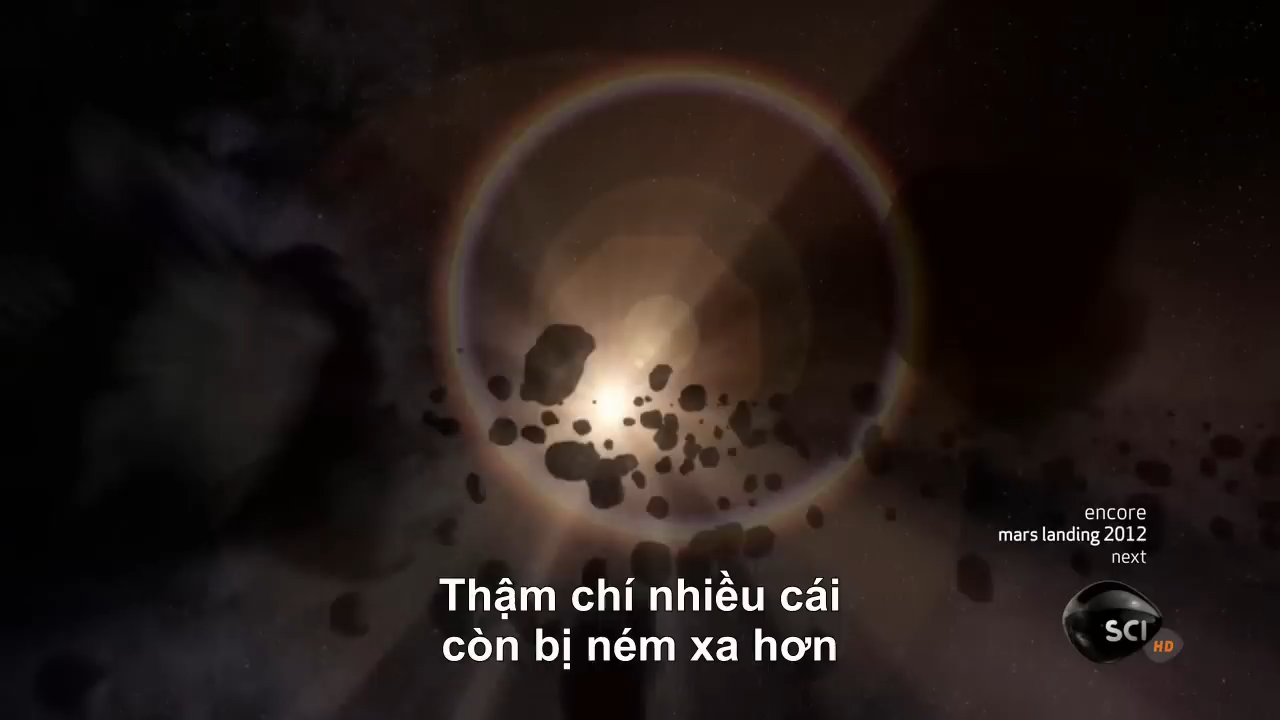 encore
mars landing 2012
next
SCI
HD
Thậm chí nhiều cái
còn bị ném xa hơn